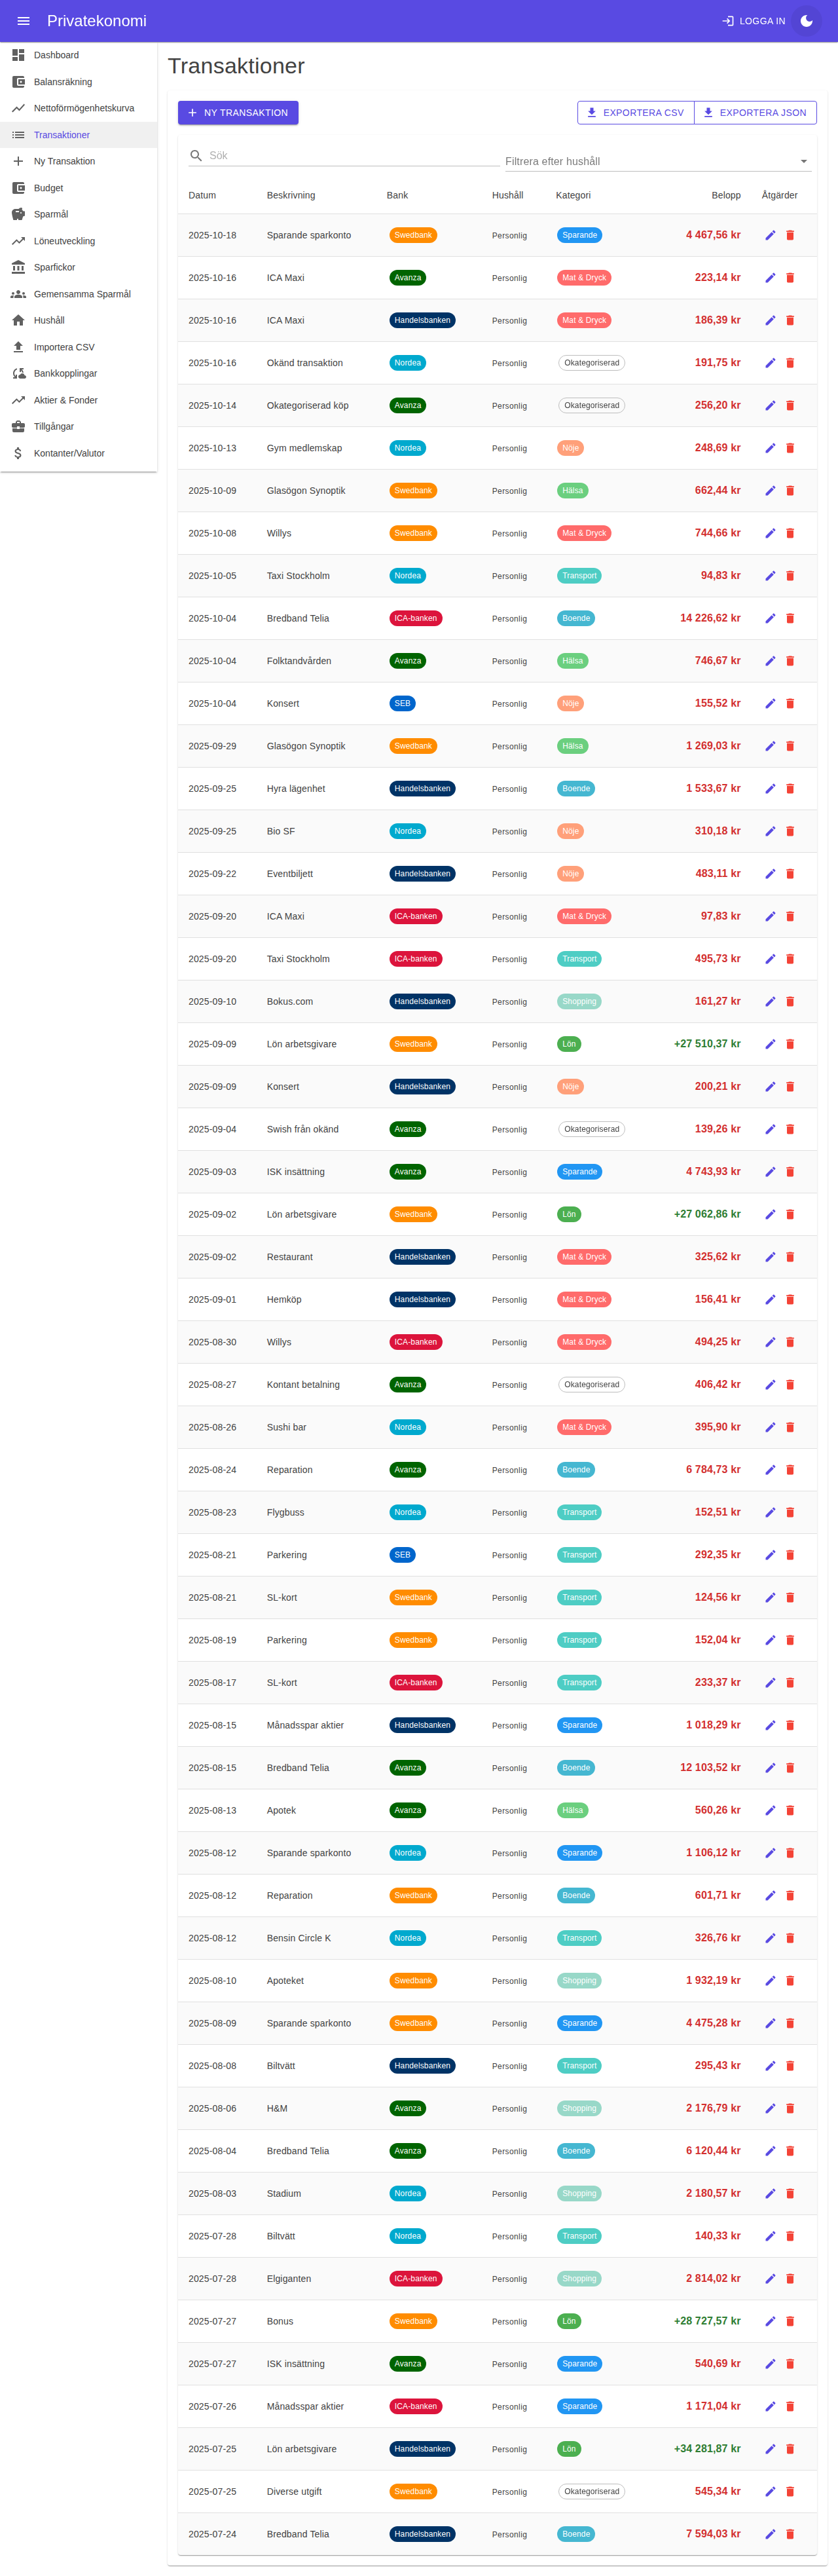 Privatekonomi
LOGGA IN
Dashboard
Balansräkning
Nettoförmögenhetskurva
Transaktioner
Ny Transaktion
Budget
Sparmål
Löneutveckling
Sparfickor
Gemensamma Sparmål
Hushåll
Importera CSV
Bankkopplingar
Aktier & Fonder
Tillgångar
Kontanter/Valutor
Transaktioner
NY TRANSAKTION
EXPORTERA CSV
EXPORTERA JSON
Sök
Filtrera efter hushåll
Datum Beskrivning Bank Hushåll Kategori Belopp Åtgärder
2025-10-18 Sparande sparkonto Swedbank Personlig Sparande 4 467,56 kr
2025-10-16 ICA Maxi Avanza Personlig Mat & Dryck 223,14 kr
2025-10-16 ICA Maxi Handelsbanken Personlig Mat & Dryck 186,39 kr
2025-10-16 Okänd transaktion Nordea Personlig Okategoriserad 191,75 kr
2025-10-14 Okategoriserad köp Avanza Personlig Okategoriserad 256,20 kr
2025-10-13 Gym medlemskap Nordea Personlig Nöje 248,69 kr
2025-10-09 Glasögon Synoptik Swedbank Personlig Hälsa 662,44 kr
2025-10-08 Willys Swedbank Personlig Mat & Dryck 744,66 kr
2025-10-05 Taxi Stockholm Nordea Personlig Transport 94,83 kr
2025-10-04 Bredband Telia ICA-banken Personlig Boende 14 226,62 kr
2025-10-04 Folktandvården Avanza Personlig Hälsa 746,67 kr
2025-10-04 Konsert SEB Personlig Nöje 155,52 kr
2025-09-29 Glasögon Synoptik Swedbank Personlig Hälsa 1 269,03 kr
2025-09-25 Hyra lägenhet Handelsbanken Personlig Boende 1 533,67 kr
2025-09-25 Bio SF Nordea Personlig Nöje 310,18 kr
2025-09-22 Eventbiljett Handelsbanken Personlig Nöje 483,11 kr
2025-09-20 ICA Maxi ICA-banken Personlig Mat & Dryck 97,83 kr
2025-09-20 Taxi Stockholm ICA-banken Personlig Transport 495,73 kr
2025-09-10 Bokus.com Handelsbanken Personlig Shopping 161,27 kr
2025-09-09 Lön arbetsgivare Swedbank Personlig Lön +27 510,37 kr
2025-09-09 Konsert Handelsbanken Personlig Nöje 200,21 kr
2025-09-04 Swish från okänd Avanza Personlig Okategoriserad 139,26 kr
2025-09-03 ISK insättning Avanza Personlig Sparande 4 743,93 kr
2025-09-02 Lön arbetsgivare Swedbank Personlig Lön +27 062,86 kr
2025-09-02 Restaurant Handelsbanken Personlig Mat & Dryck 325,62 kr
2025-09-01 Hemköp Handelsbanken Personlig Mat & Dryck 156,41 kr
2025-08-30 Willys ICA-banken Personlig Mat & Dryck 494,25 kr
2025-08-27 Kontant betalning Avanza Personlig Okategoriserad 406,42 kr
2025-08-26 Sushi bar Nordea Personlig Mat & Dryck 395,90 kr
2025-08-24 Reparation Avanza Personlig Boende 6 784,73 kr
2025-08-23 Flygbuss Nordea Personlig Transport 152,51 kr
2025-08-21 Parkering SEB Personlig Transport 292,35 kr
2025-08-21 SL-kort Swedbank Personlig Transport 124,56 kr
2025-08-19 Parkering Swedbank Personlig Transport 152,04 kr
2025-08-17 SL-kort ICA-banken Personlig Transport 233,37 kr
2025-08-15 Månadsspar aktier Handelsbanken Personlig Sparande 1 018,29 kr
2025-08-15 Bredband Telia Avanza Personlig Boende 12 103,52 kr
2025-08-13 Apotek Avanza Personlig Hälsa 560,26 kr
2025-08-12 Sparande sparkonto Nordea Personlig Sparande 1 106,12 kr
2025-08-12 Reparation Swedbank Personlig Boende 601,71 kr
2025-08-12 Bensin Circle K Nordea Personlig Transport 326,76 kr
2025-08-10 Apoteket Swedbank Personlig Shopping 1 932,19 kr
2025-08-09 Sparande sparkonto Swedbank Personlig Sparande 4 475,28 kr
2025-08-08 Biltvätt Handelsbanken Personlig Transport 295,43 kr
2025-08-06 H&M Avanza Personlig Shopping 2 176,79 kr
2025-08-04 Bredband Telia Avanza Personlig Boende 6 120,44 kr
2025-08-03 Stadium Nordea Personlig Shopping 2 180,57 kr
2025-07-28 Biltvätt Nordea Personlig Transport 140,33 kr
2025-07-28 Elgiganten ICA-banken Personlig Shopping 2 814,02 kr
2025-07-27 Bonus Swedbank Personlig Lön +28 727,57 kr
2025-07-27 ISK insättning Avanza Personlig Sparande 540,69 kr
2025-07-26 Månadsspar aktier ICA-banken Personlig Sparande 1 171,04 kr
2025-07-25 Lön arbetsgivare Handelsbanken Personlig Lön +34 281,87 kr
2025-07-25 Diverse utgift Swedbank Personlig Okategoriserad 545,34 kr
2025-07-24 Bredband Telia Handelsbanken Personlig Boende 7 594,03 kr